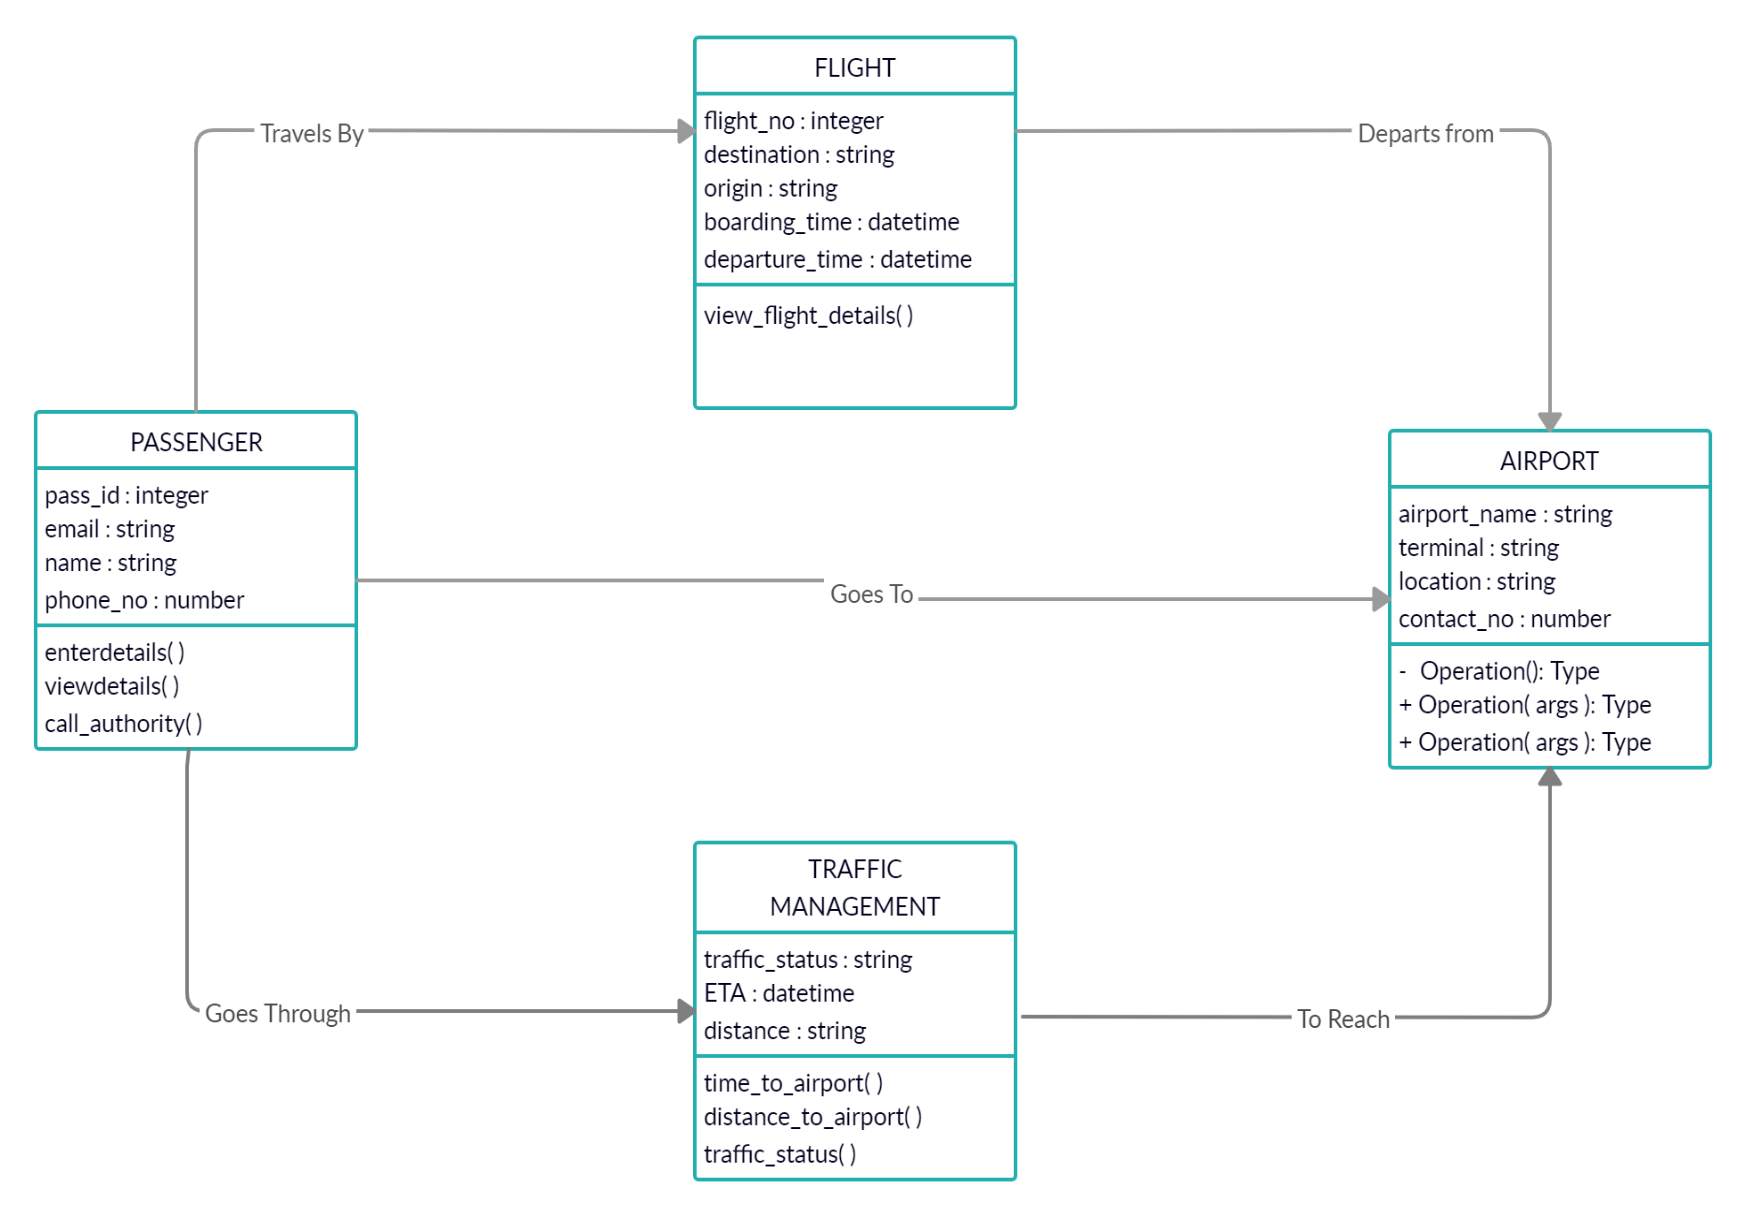 FLIGHT
flight_no : integer
destination : string
origin : string
boarding_time : datetime
departure_time : datetime
view_flight_details( )
Travels By
Departs from
PASSENGER
pass_id : integer
email : string
name : string
phone_no : number
enterdetails( )
viewdetails( )
call_authority( )
Goes To
AIRPORT
airport_name : string
terminal : string
location : string
contact_no : number
- Operation(): Type
+ Operation( args ): Type
+ Operation( args ): Type
Goes Through
TRAFFIC
MANAGEMENT
traffic_status : string
ETA : datetime
distance : string
time_to_airport( )
distance_to_airport( )
traffic_status( )
To Reach